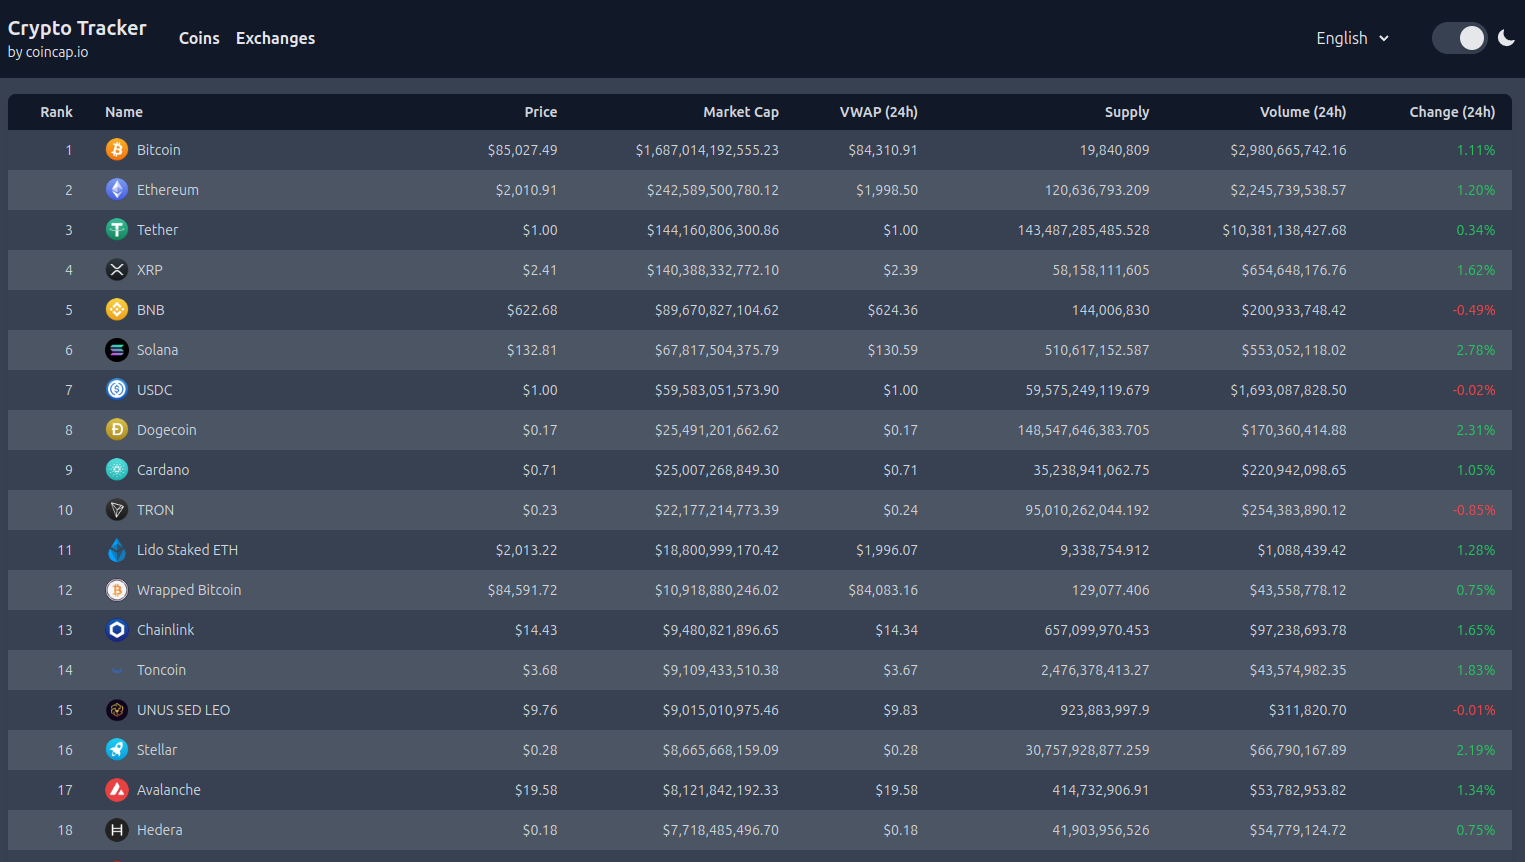 Crypto Tracker
by coincap.io
Coins Exchanges
English
Rank Name Price Market Cap VWAP (24h) Supply Volume (24h) Change (24h)
1 Bitcoin $85,027.49 $1,687,014,192,555.23 $84,310.91 19,840,809 $2,980,665,742.16 1.11%
2 Ethereum $2,010.91 $242,589,500,780.12 $1,998.50 120,636,793.209 $2,245,739,538.57 1.20%
3 Tether $1.00 $144,160,806,300.86 $1.00 143,487,285,485.528 $10,381,138,427.68 0.34%
4 XRP $2.41 $140,388,332,772.10 $2.39 58,158,111,605 $654,648,176.76 1.62%
5 BNB $622.68 $89,670,827,104.62 $624.36 144,006,830 $200,933,748.42 -0.49%
6 Solana $132.81 $67,817,504,375.79 $130.59 510,617,152.587 $553,052,118.02 2.78%
7 USDC $1.00 $59,583,051,573.90 $1.00 59,575,249,119.679 $1,693,087,828.50 -0.02%
8 Dogecoin $0.17 $25,491,201,662.62 $0.17 148,547,646,383.705 $170,360,414.88 2.31%
9 Cardano $0.71 $25,007,268,849.30 $0.71 35,238,941,062.75 $220,942,098.65 1.05%
10 TRON $0.23 $22,177,214,773.39 $0.24 95,010,262,044.192 $254,383,890.12 -0.85%
11 Lido Staked ETH $2,013.22 $18,800,999,170.42 $1,996.07 9,338,754.912 $1,088,439.42 1.28%
12 Wrapped Bitcoin $84,591.72 $10,918,880,246.02 $84,083.16 129,077.406 $43,558,778.12 0.75%
13 Chainlink $14.43 $9,480,821,896.65 $14.34 657,099,970.453 $97,238,693.78 1.65%
14 Toncoin $3.68 $9,109,433,510.38 $3.67 2,476,378,413.27 $43,574,982.35 1.83%
15 UNUS SED LEO $9.76 $9,015,010,975.46 $9.83 923,883,997.9 $311,820.70 -0.01%
16 Stellar $0.28 $8,665,668,159.09 $0.28 30,757,928,877.259 $66,790,167.89 2.19%
17 Avalanche $19.58 $8,121,842,192.33 $19.58 414,732,906.91 $53,782,953.82 1.34%
18 Hedera $0.18 $7,718,485,496.70 $0.18 41,903,956,526 $54,779,124.72 0.75%